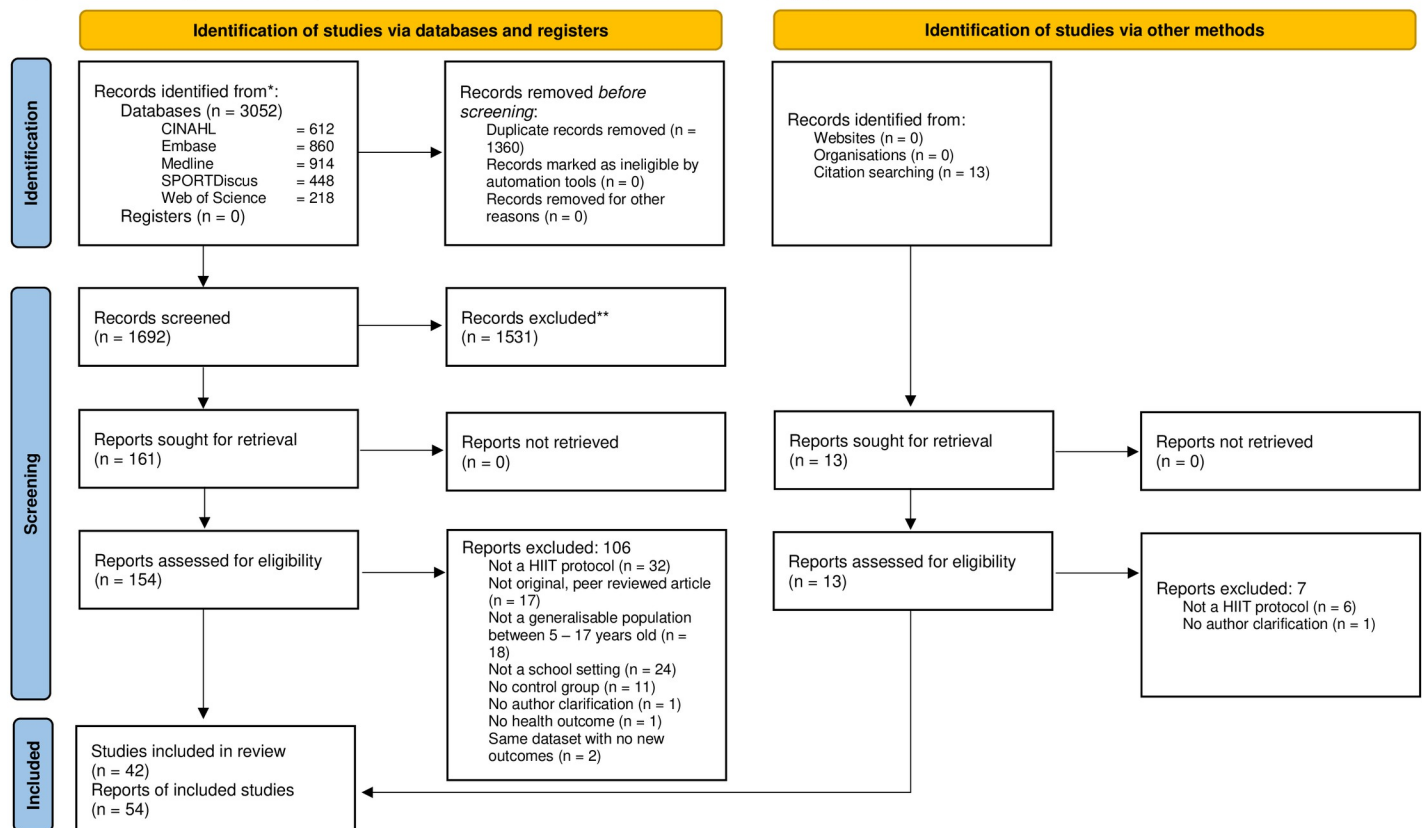 Identification of studies via databases and registers
Identification of studies via other methods
Identification
Records identified from*:
Databases (n = 3052)
CINAHL = 612
Embase = 860
Medline = 914
SPORTDiscus = 448
Web of Science = 218
Registers (n = 0)
Records removed before
screening:
Duplicate records removed (n =
1360)
Records marked as ineligible by
automation tools (n = 0)
Records removed for other
reasons (n = 0)
Records identified from:
Websites (n = 0)
Organisations (n = 0)
Citation searching (n = 13)
Screening
Records screened
(n = 1692)
Records excluded**
(n = 1531)
Reports sought for retrieval
(n = 161)
Reports not retrieved
(n = 0)
Reports sought for retrieval
(n = 13)
Reports not retrieved
(n = 0)
Reports assessed for eligibility
(n = 154)
Reports excluded: 106
Not a HIIT protocol (n = 32)
Not original, peer reviewed article
(n = 17)
Not a generalisable population
between 5 – 17 years old (n =
18)
Not a school setting (n = 24)
No control group (n = 11)
No author clarification (n = 1)
No health outcome (n = 1)
Same dataset with no new
outcomes (n = 2)
Reports assessed for eligibility
(n = 13)
Reports excluded: 7
Not a HIIT protocol (n = 6)
No author clarification (n = 1)
Included
Studies included in review
(n = 42)
Reports of included studies
(n = 54)